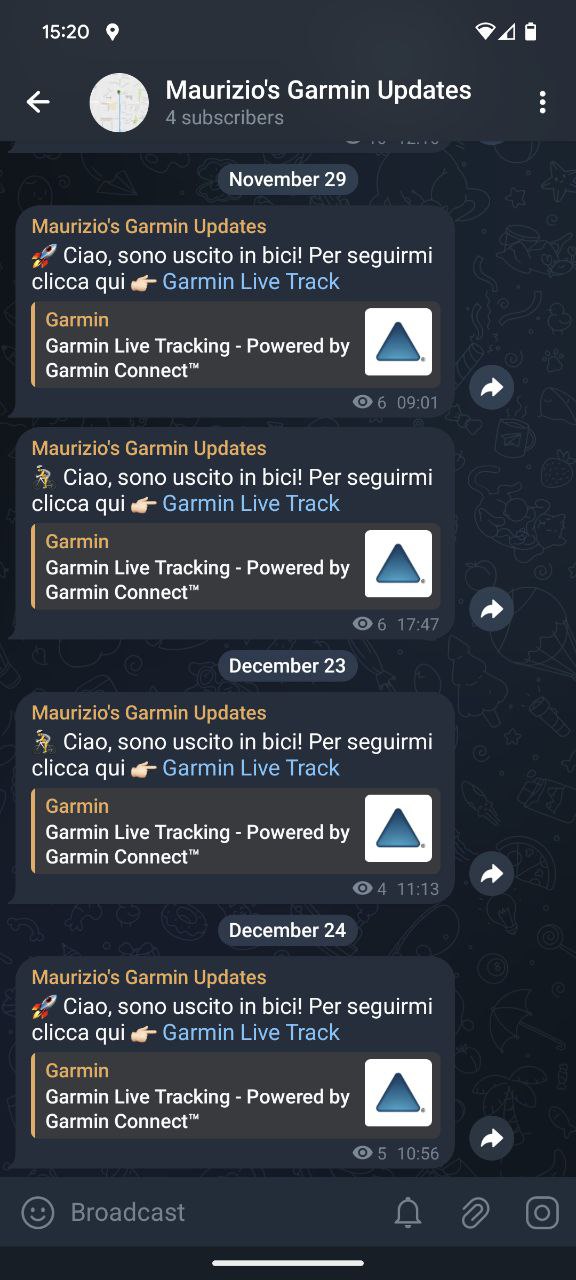 15:20
Maurizio's Garmin Updates
4 subscribers
November 29
Maurizio's Garmin Updates
🚀 Ciao, sono uscito in bici! Per seguirmi
clicca qui 👉🏻 Garmin Live Track
Garmin
Garmin Live Tracking - Powered by
Garmin Connect™
6 09:01
Maurizio's Garmin Updates
🚴 Ciao, sono uscito in bici! Per seguirmi
clicca qui 👉🏻 Garmin Live Track
Garmin
Garmin Live Tracking - Powered by
Garmin Connect™
6 17:47
December 23
Maurizio's Garmin Updates
🚴 Ciao, sono uscito in bici! Per seguirmi
clicca qui 👉🏻 Garmin Live Track
Garmin
Garmin Live Tracking - Powered by
Garmin Connect™
4 11:13
December 24
Maurizio's Garmin Updates
🚀 Ciao, sono uscito in bici! Per seguirmi
clicca qui 👉🏻 Garmin Live Track
Garmin
Garmin Live Tracking - Powered by
Garmin Connect™
5 10:56
Broadcast